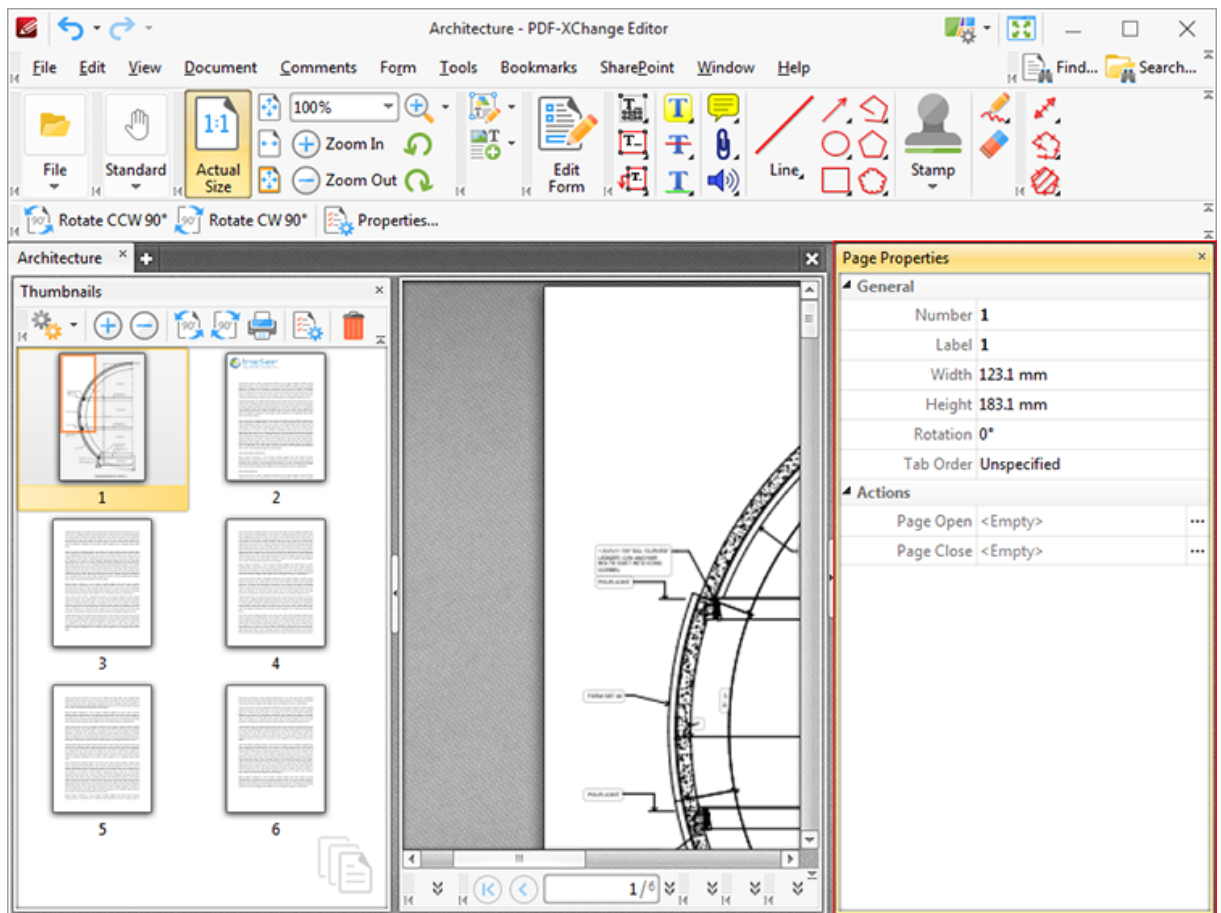 Architecture - PDF-XChange Editor
File Edit View Document Comments Form Tools Bookmarks SharePoint Window Help Find... Search...
File
Standard
1:1
Actual
Size
100%
Zoom In
Zoom Out
Edit
Form
Line
Stamp
Rotate CCW 90° Rotate CW 90° Properties...
Architecture
Thumbnails
1
2
3
4
5
6
1/6
Page Properties
General
Number 1
Label 1
Width 123.1 mm
Height 183.1 mm
Rotation 0°
Tab Order Unspecified
Actions
Page Open <Empty> ...
Page Close <Empty> ...